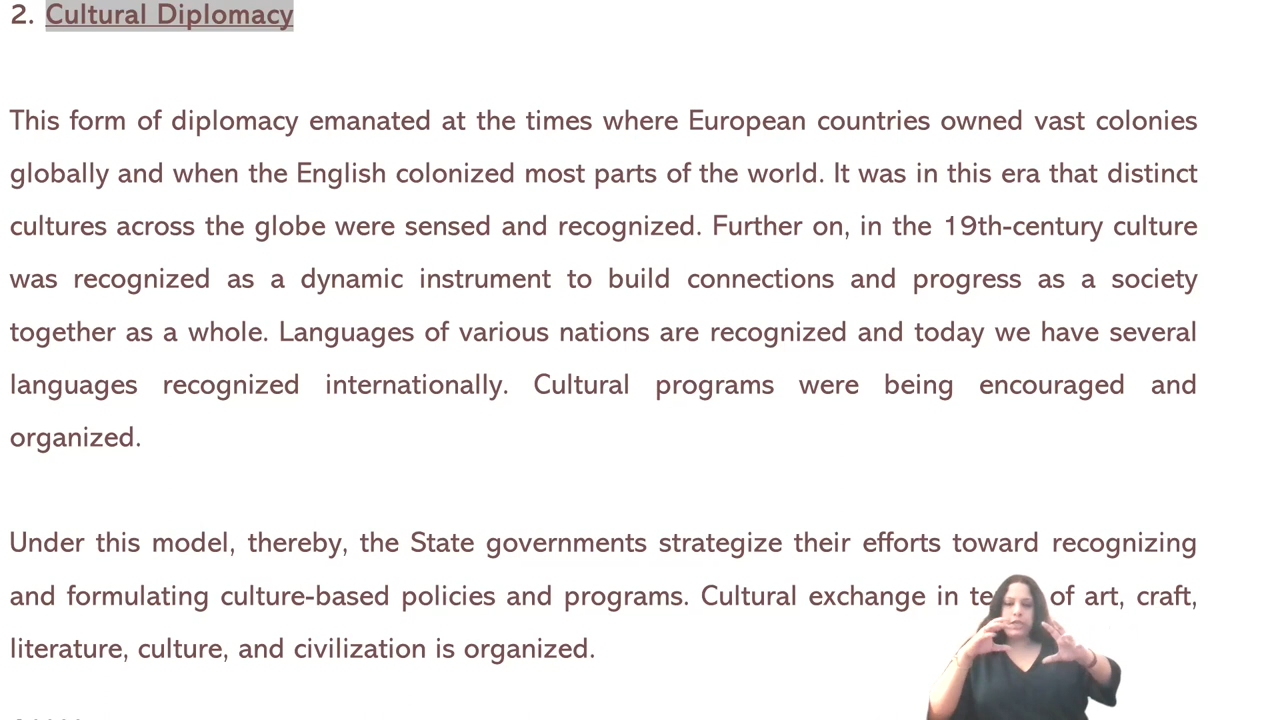 2. Cultural Diplomacy
This form of diplomacy emanated at the times where European countries owned vast colonies
globally and when the English colonized most parts of the world. It was in this era that distinct
cultures across the globe were sensed and recognized. Further on, in the 19th-century culture
was recognized as a dynamic instrument to build connections and progress as a society
together as a whole. Languages of various nations are recognized and today we have several
languages recognized internationally. Cultural programs were being encouraged and
organized.
Under this model, thereby, the State governments strategize their efforts toward recognizing
and formulating culture-based policies and programs. Cultural exchange in of art, craft,
literature, culture, and civilization is organized.